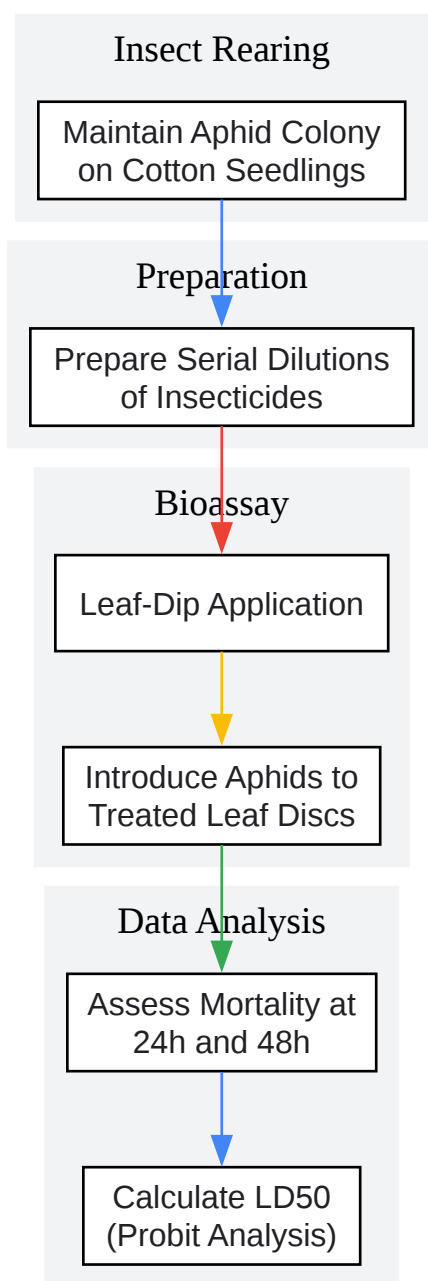 Insect Rearing
Maintain Aphid Colony
on Cotton Seedlings
Preparation
Prepare Serial Dilutions
of Insecticides
Bioassay
Leaf-Dip Application
Introduce Aphids to
Treated Leaf Discs
Data Analysis
Assess Mortality at
24h and 48h
Calculate LD50
(Probit Analysis)